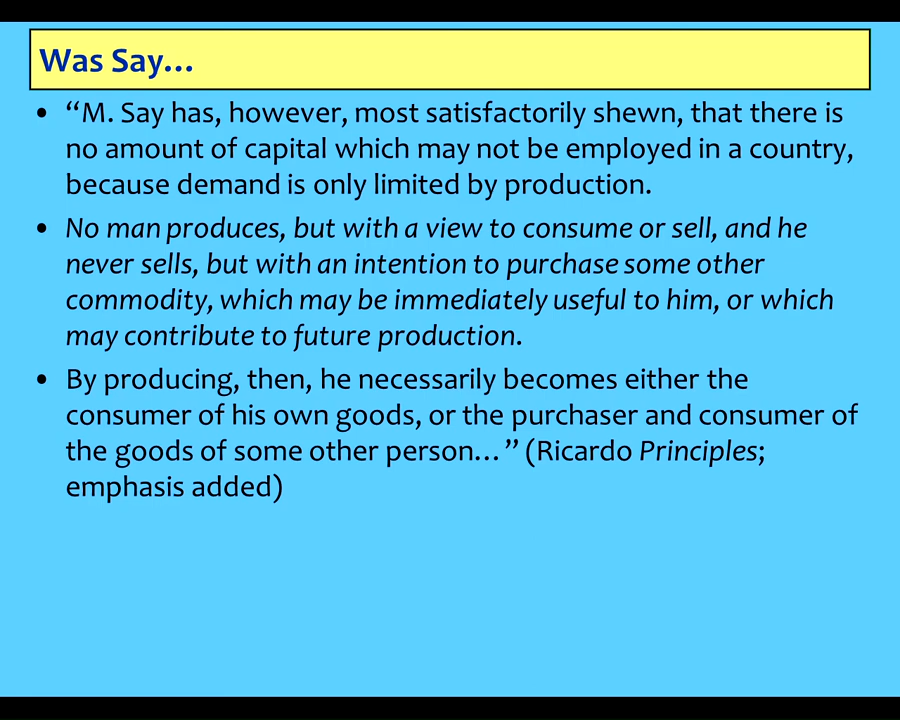 Was Say…
• “M. Say has, however, most satisfactorily shewn, that there is
no amount of capital which may not be employed in a country,
because demand is only limited by production.
• No man produces, but with a view to consume or sell, and he
never sells, but with an intention to purchase some other
commodity, which may be immediately useful to him, or which
may contribute to future production.
• By producing, then, he necessarily becomes either the
consumer of his own goods, or the purchaser and consumer of
the goods of some other person…” (Ricardo Principles;
emphasis added)